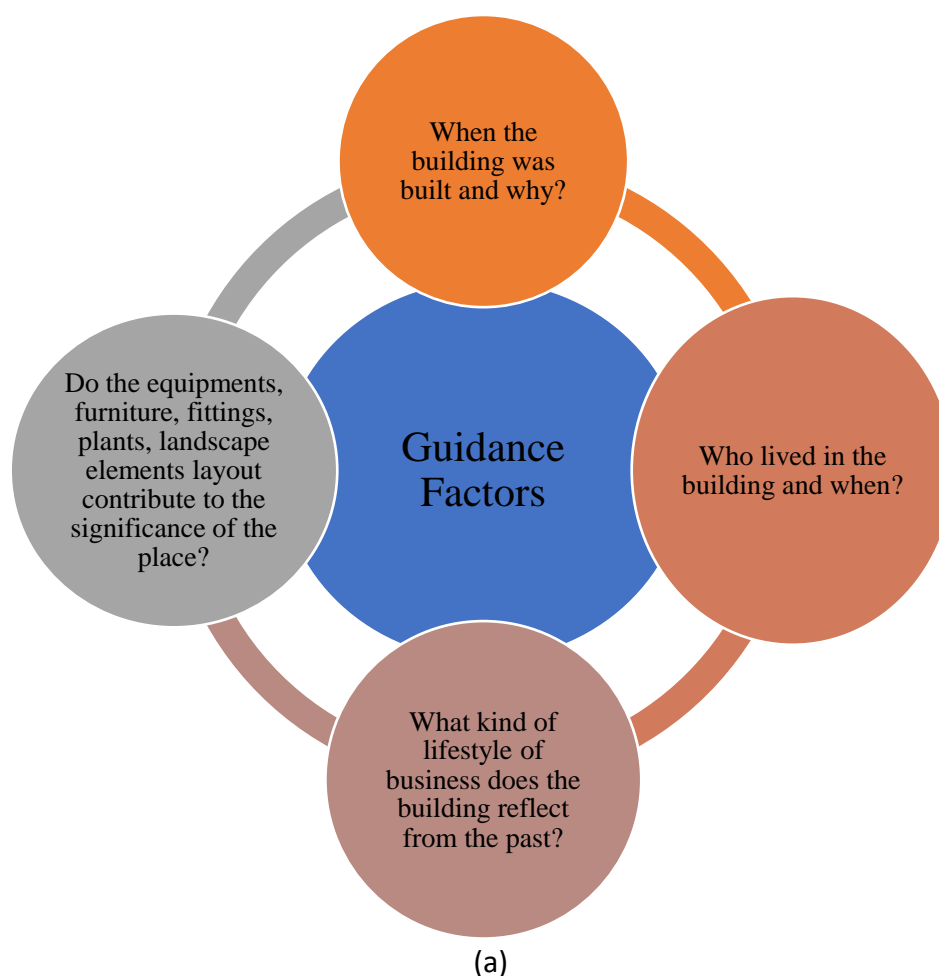 When the
building was
built and why?
Do the equipments,
furniture, fittings,
plants, landscape
elements layout
contribute to the
significance of the
place?
Guidance
Factors
Who lived in the
building and when?
What kind of
lifestyle of
business does the
building reflect
from the past?
(a)